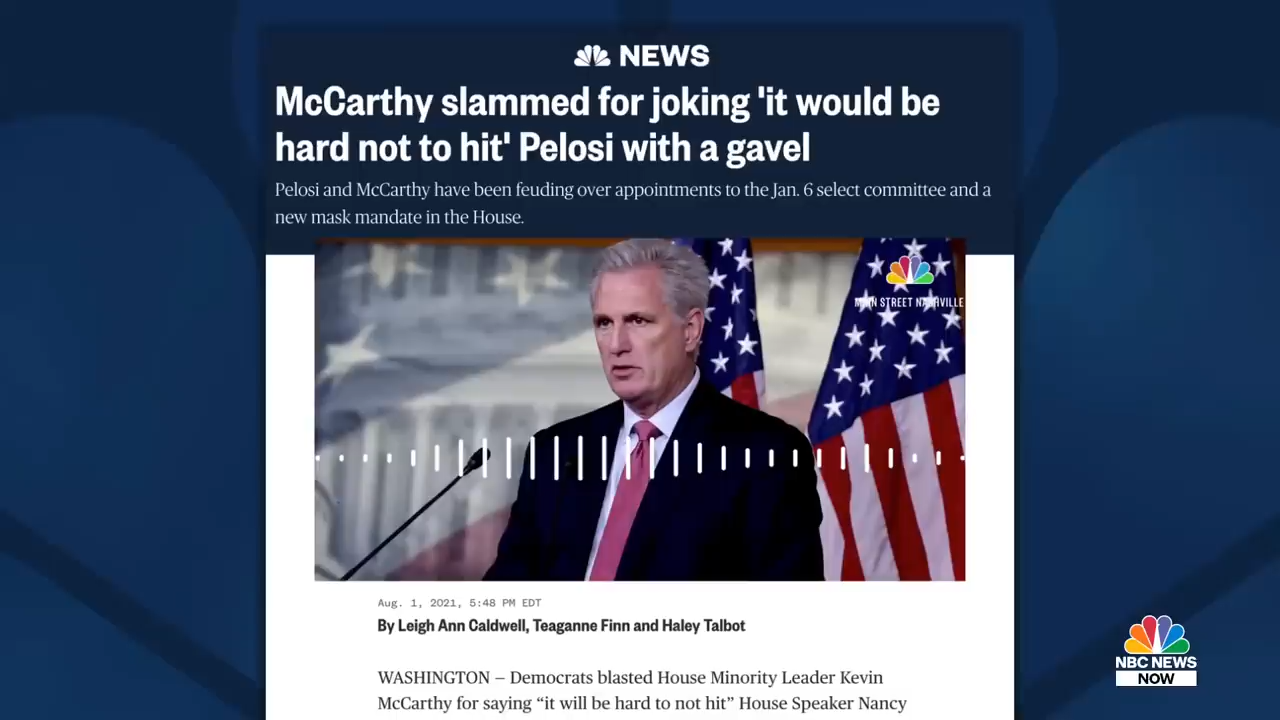 NEWS
McCarthy slammed for joking 'it would be
hard not to hit' Pelosi with a gavel
Pelosi and McCarthy have been feuding over appointments to the Jan. 6 select committee and a
new mask mandate in the House.
MAIN STREET NASHVILLE
Aug. 1, 2021, 5:48 PM EDT
By Leigh Ann Caldwell, Teaganne Finn and Haley Talbot
WASHINGTON — Democrats blasted House Minority Leader Kevin
McCarthy for saying “it will be hard to not hit” House Speaker Nancy
NBC NEWS
NOW